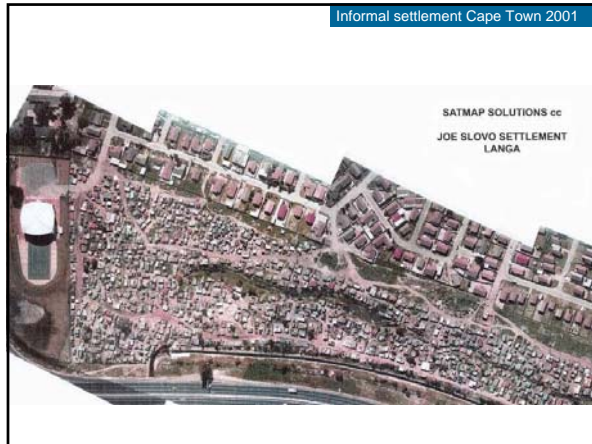 Informal settlement Cape Town 2001
SATMAP SOLUTIONS cc
JOE SLOVO SETTLEMENT
LANGA